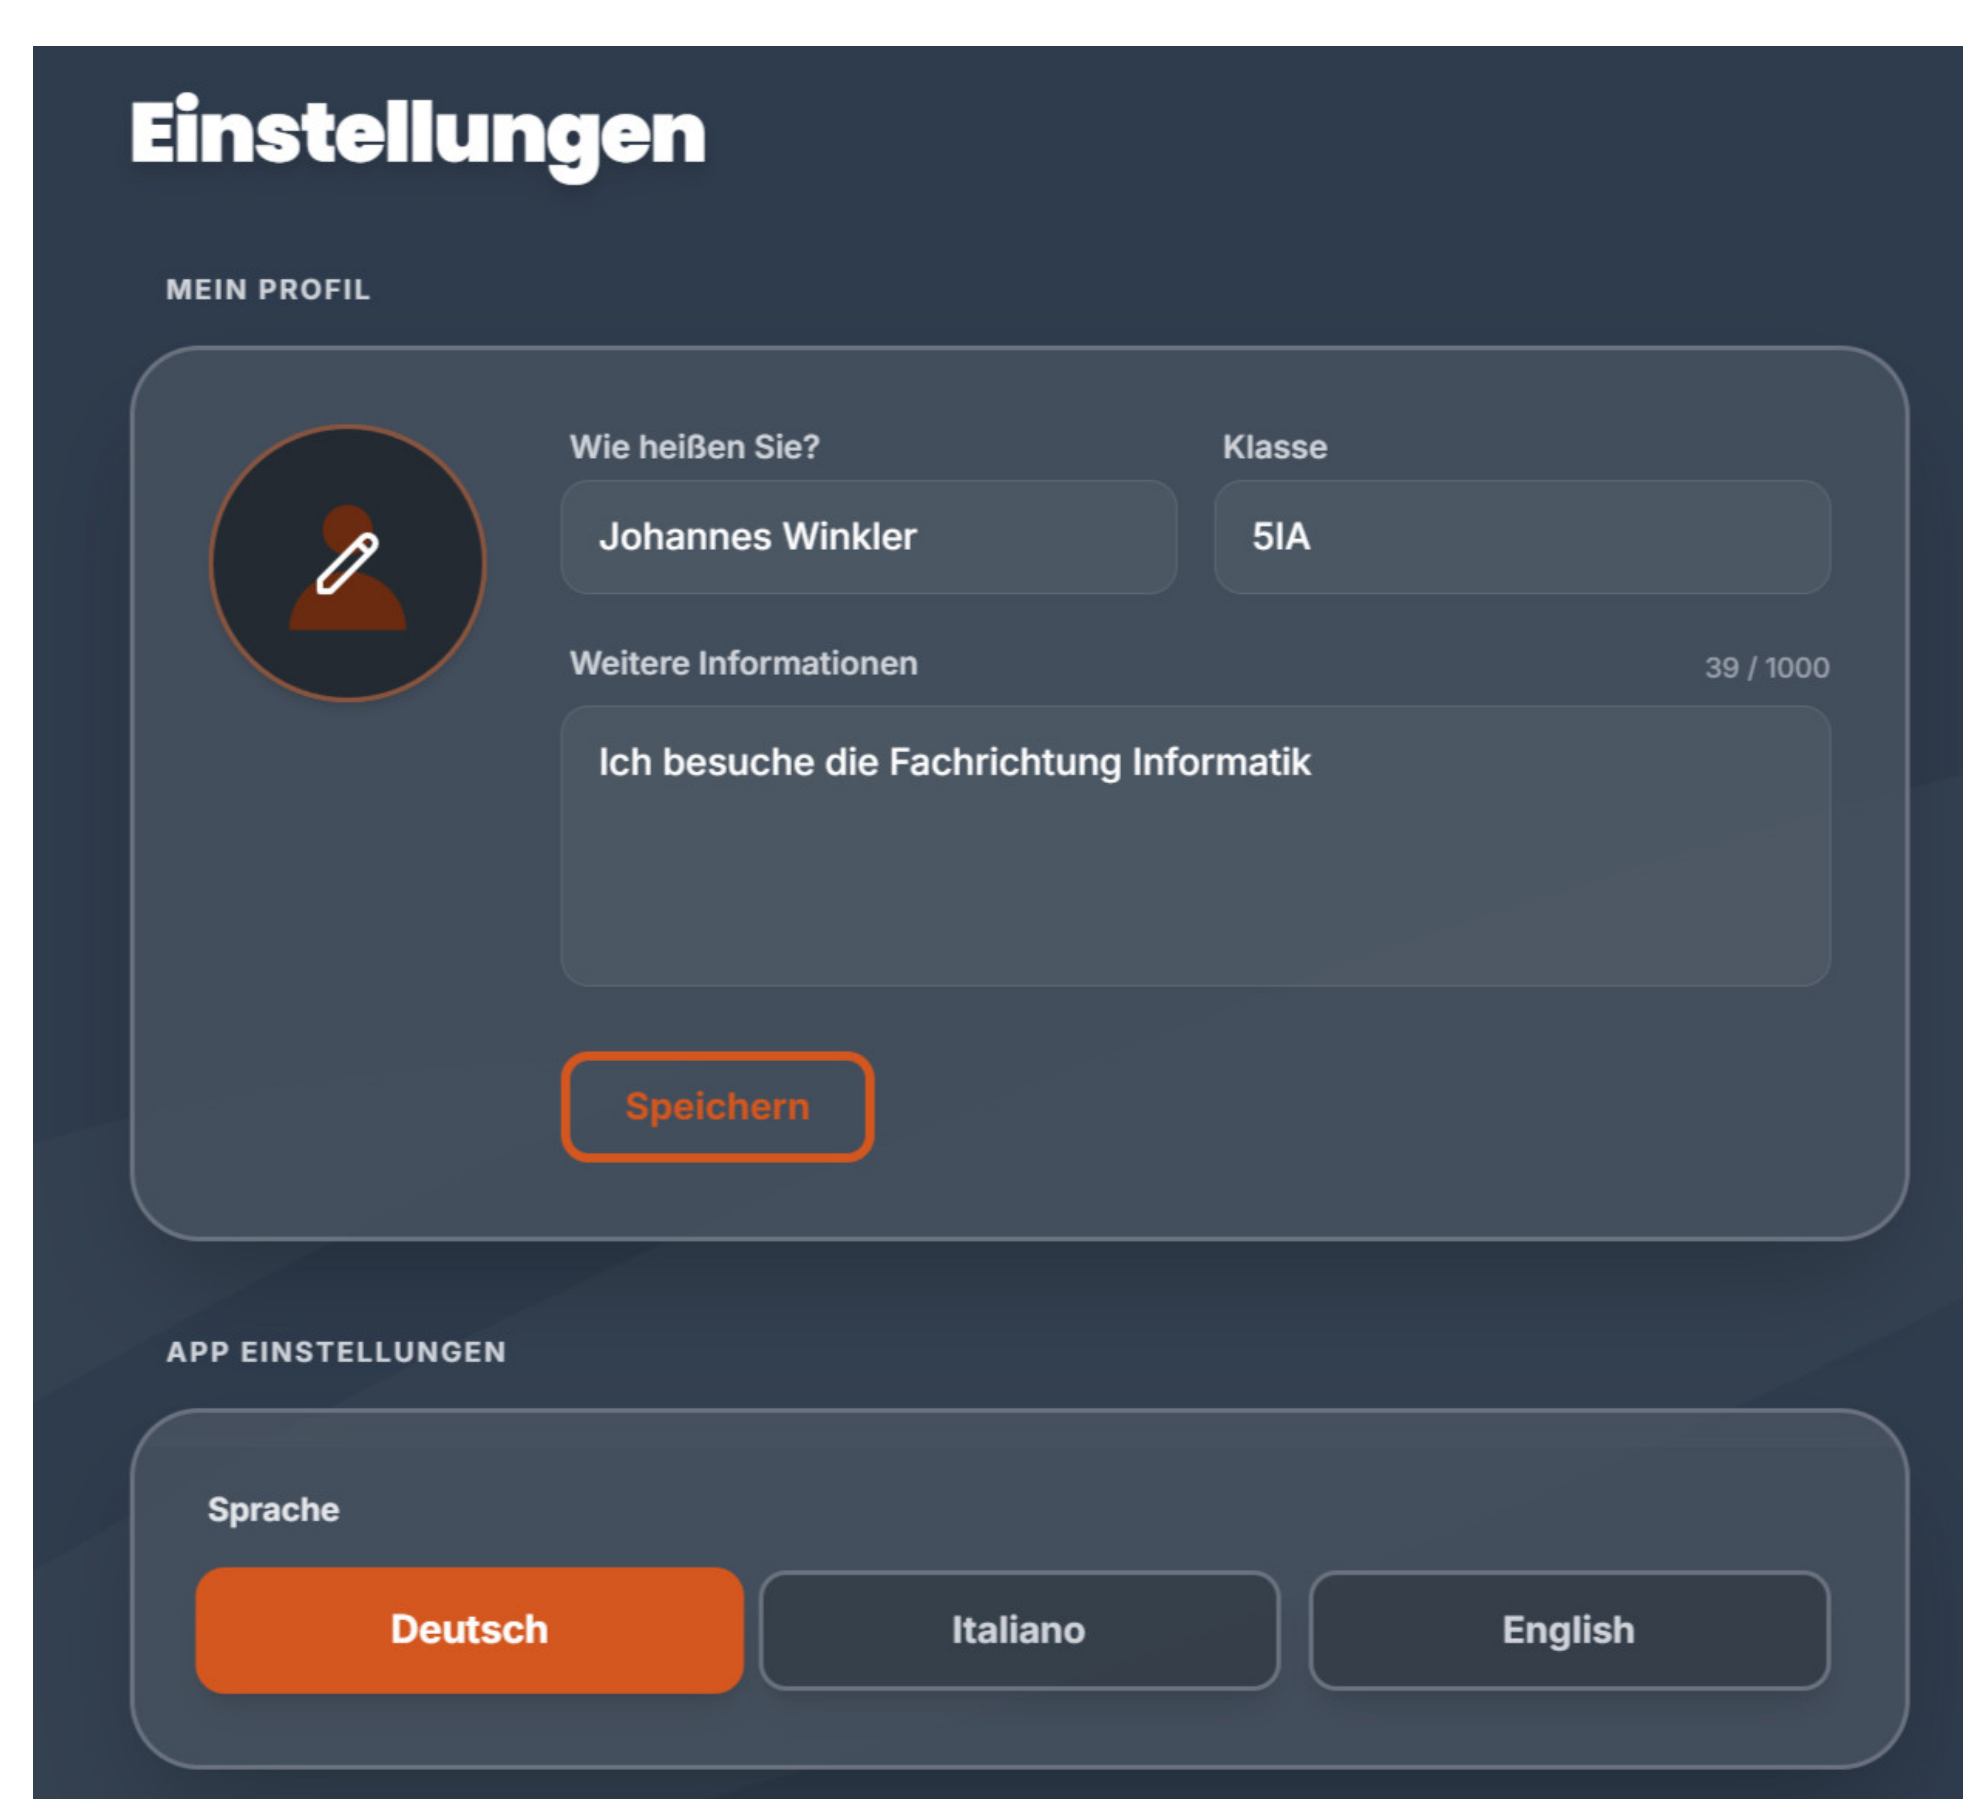 Einstellungen
MEIN PROFIL
Wie heißen Sie?
Klasse
Johannes Winkler
5IA
Weitere Informationen
39 / 1000
Ich besuche die Fachrichtung Informatik
Speichern
APP EINSTELLUNGEN
Sprache
Deutsch
Italiano
English